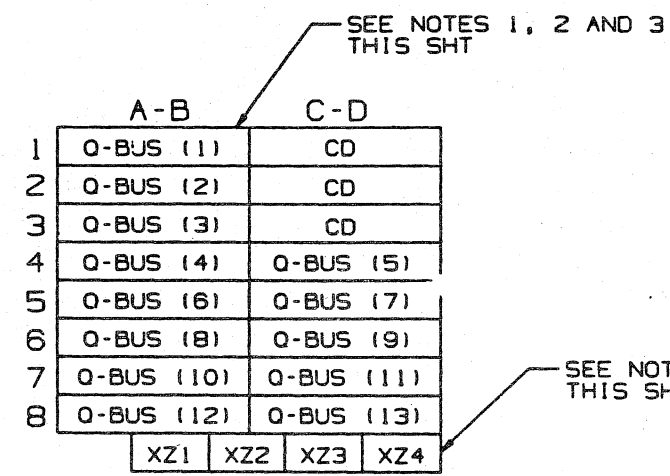 SEE NOTES 1, 2 AND 3
THIS SHT
A-B C-D
1 Q-BUS (1) CD
2 Q-BUS (2) CD
3 Q-BUS (3) CD
4 Q-BUS (4) Q-BUS (5)
5 Q-BUS (6) Q-BUS (7)
6 Q-BUS (8) Q-BUS (9)
7 Q-BUS (10) Q-BUS (11)
8 Q-BUS (12) Q-BUS (13)
SEE
THIS
XZ1 XZ2 XZ3 XZ4